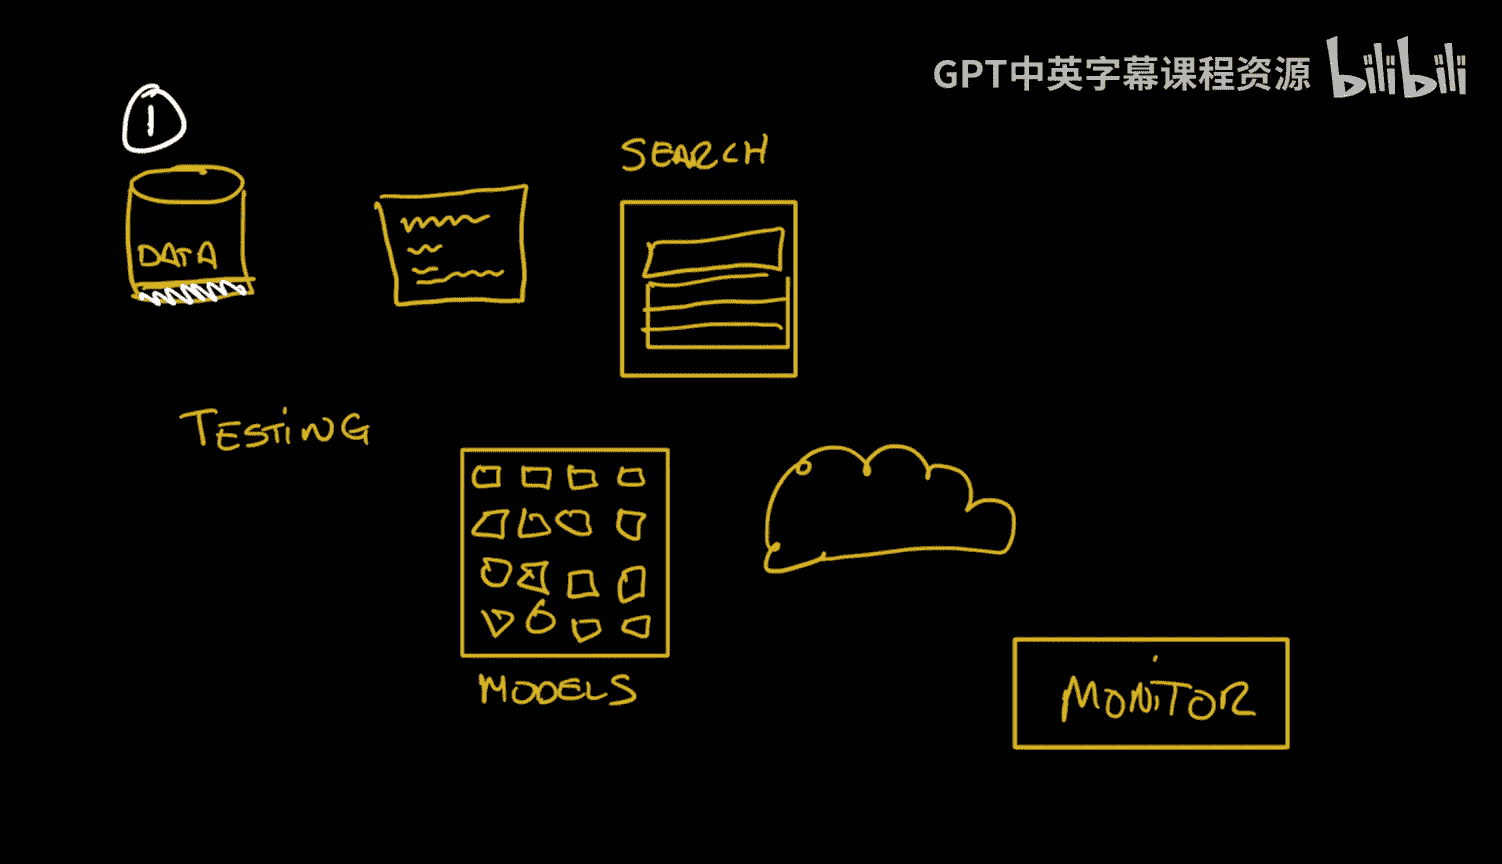 GPT中英字幕课程资源 bilibili
1
SEARCH
DATA
TESTiNG
MODELS
MONiTOR